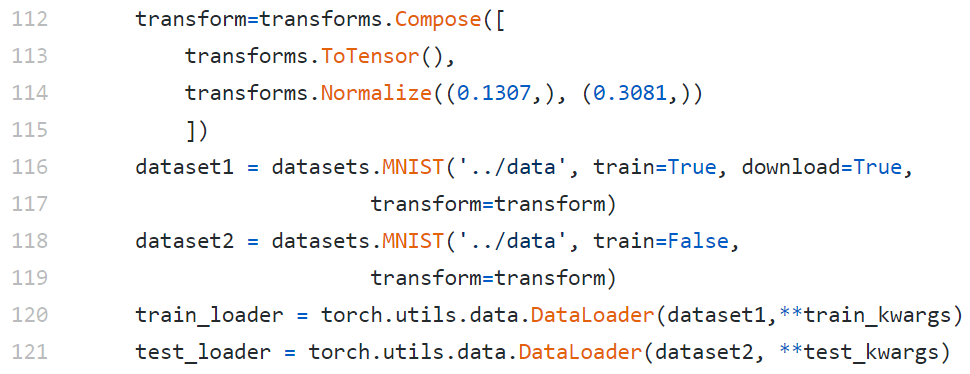 112 transform=transforms.Compose([
113 transforms.ToTensor(),
114 transforms.Normalize((0.1307,), (0.3081,))
115 ])
116 dataset1 = datasets.MNIST('../data', train=True, download=True,
117 transform=transform)
118 dataset2 = datasets.MNIST('../data', train=False,
119 transform=transform)
120 train_loader = torch.utils.data.DataLoader(dataset1,**train_kwargs)
121 test_loader = torch.utils.data.DataLoader(dataset2, **test_kwargs)